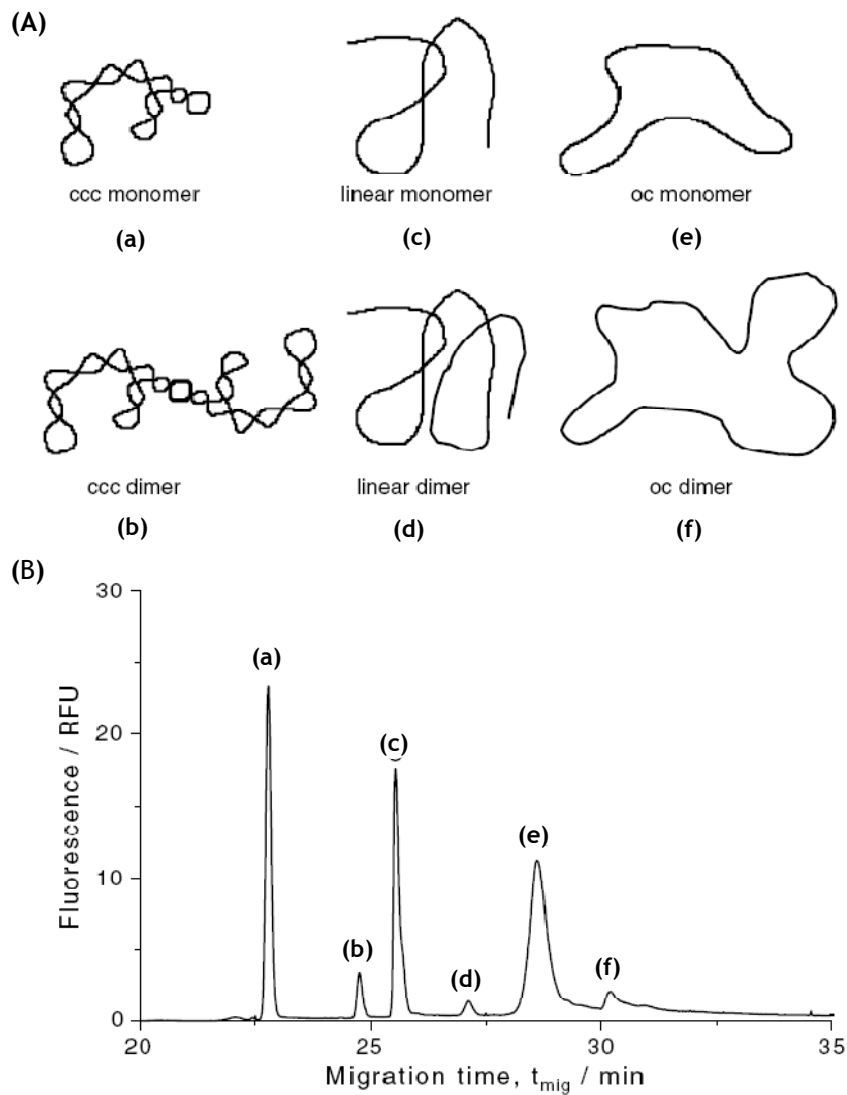 (A)
ccc monomer linear monomer oc monomer
(a) (c) (e)
ccc dimer linear dimer oc dimer
(b) (d) (f)
(B)
30
(a)
20
(c)
(e)
10
(b)
(d) (f)
0
20 25 30 35
Fluorescence / RFU
Migration time, tmig / min